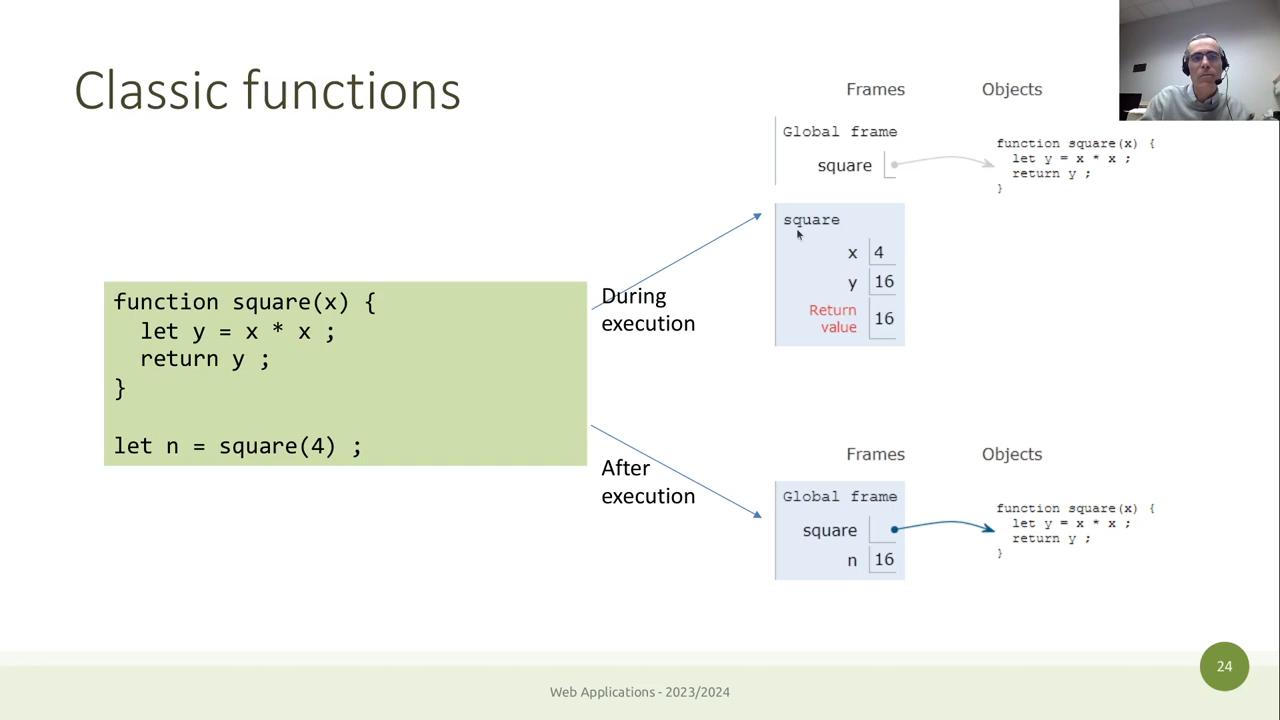 Classic functions
function square(x) {
let y = x * x ;
return y ;
}
let n = square(4) ;
During
execution
After
execution
Frames Objects
Global frame
square
function square(x) {
let y = x * x ;
return y ;
}
square
x 4
y 16
Return
value 16
Frames Objects
Global frame
square
n 16
function square(x) {
let y = x * x ;
return y ;
}
Web Applications - 2023/2024
24